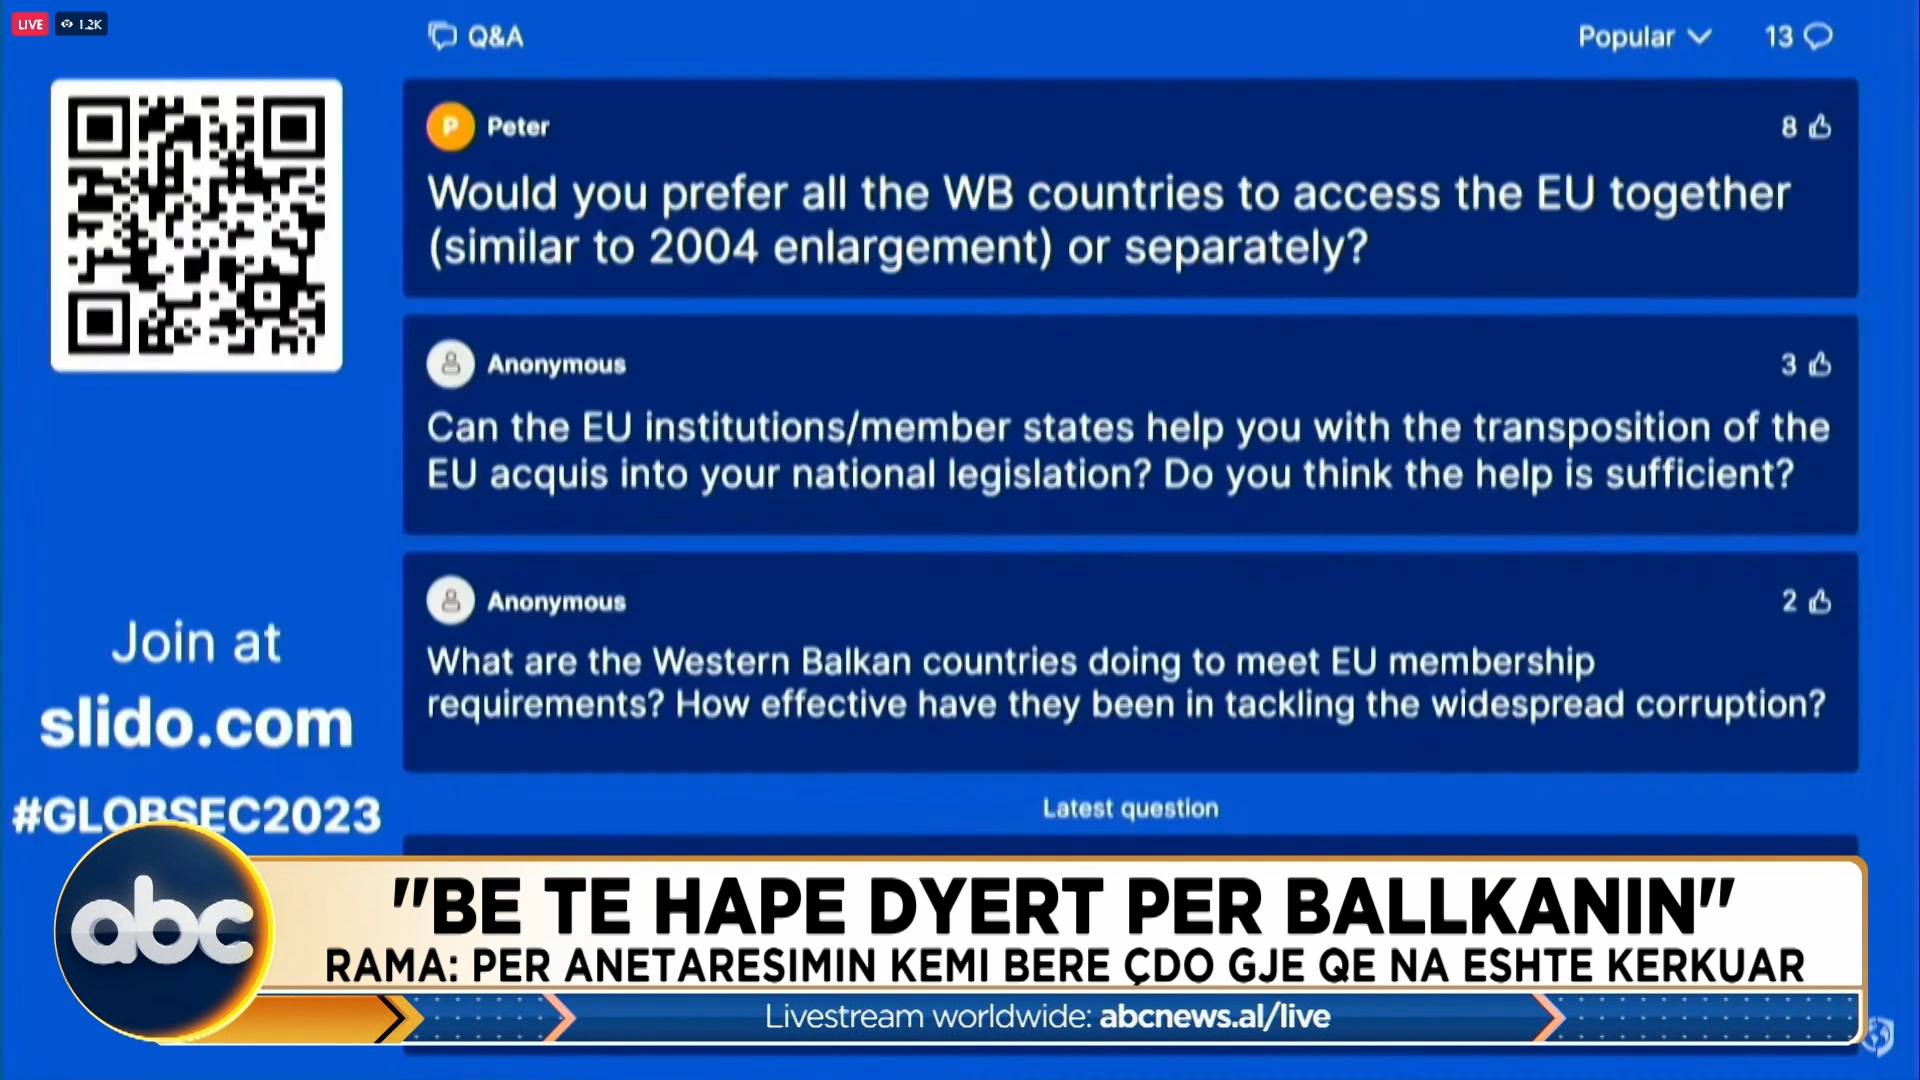 LIVE 1.2K
Q&A
Popular 13
P Peter 8
Would you prefer all the WB countries to access the EU together
(similar to 2004 enlargement) or separately?
Anonymous 3
Can the EU institutions/member states help you with the transposition of the
EU acquis into your national legislation? Do you think the help is sufficient?
Anonymous 2
What are the Western Balkan countries doing to meet EU membership
requirements? How effective have they been in tackling the widespread corruption?
Latest question
Join at
slido.com
#GLOBSEC2023
abc
"BE TE HAPE DYERT PER BALLKANIN"
RAMA: PER ANETARESIMIN KEMI BERE ÇDO GJE QE NA ESHTE KERKUAR
Livestream worldwide: abcnews.al/live